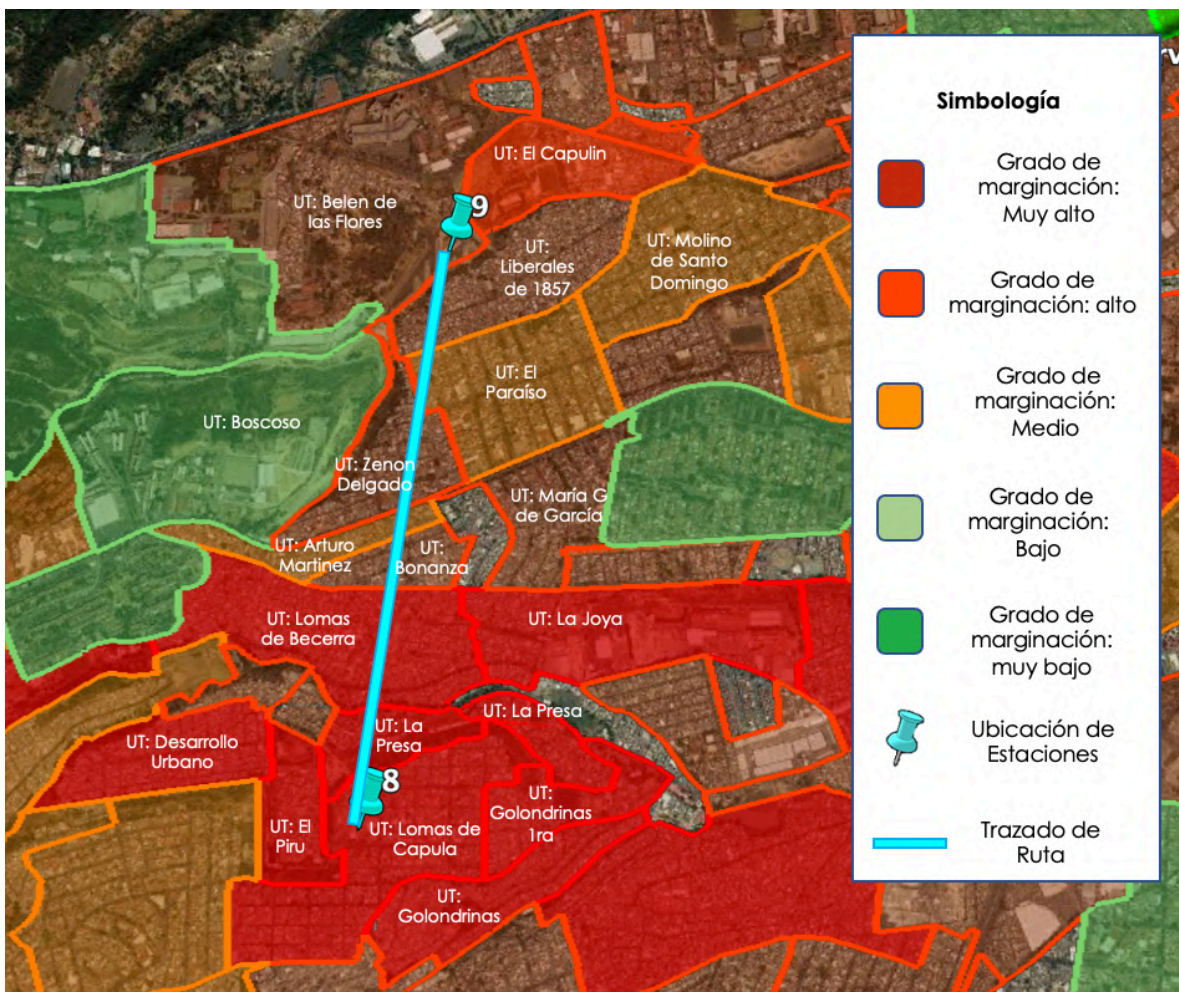 UT: El Capulin
9
UT: Belen de
las Flores
UT:
Liberales
de 1857
UT: Molino
de Santo
Domingo
UT: El
Paraíso
UT: Boscoso
UT: Zenon
Delgado
UT: María G
de García
UT: Arturo
Martinez
UT:
Bonanza
UT: Lomas
de Becerra
UT: La Joya
UT: La Presa
UT: La
Presa
UT: Desarrollo
Urbano
8
UT:
Golondrinas
1ra
UT: El
Piru
UT: Lomas de
Capula
UT:
Golondrinas
rv
Simbología
Grado de
marginación:
Muy alto
Grado de
marginación: alto
Grado de
marginación:
Medio
Grado de
marginación:
Bajo
Grado de
marginación:
muy bajo
Ubicación de
Estaciones
Trazado de
Ruta